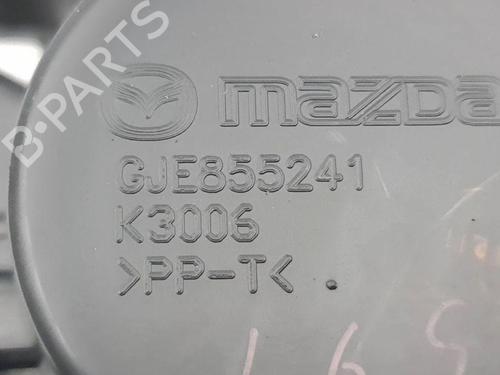 B-PARTS
mazda
GJE855241
K3006
>PP-T<